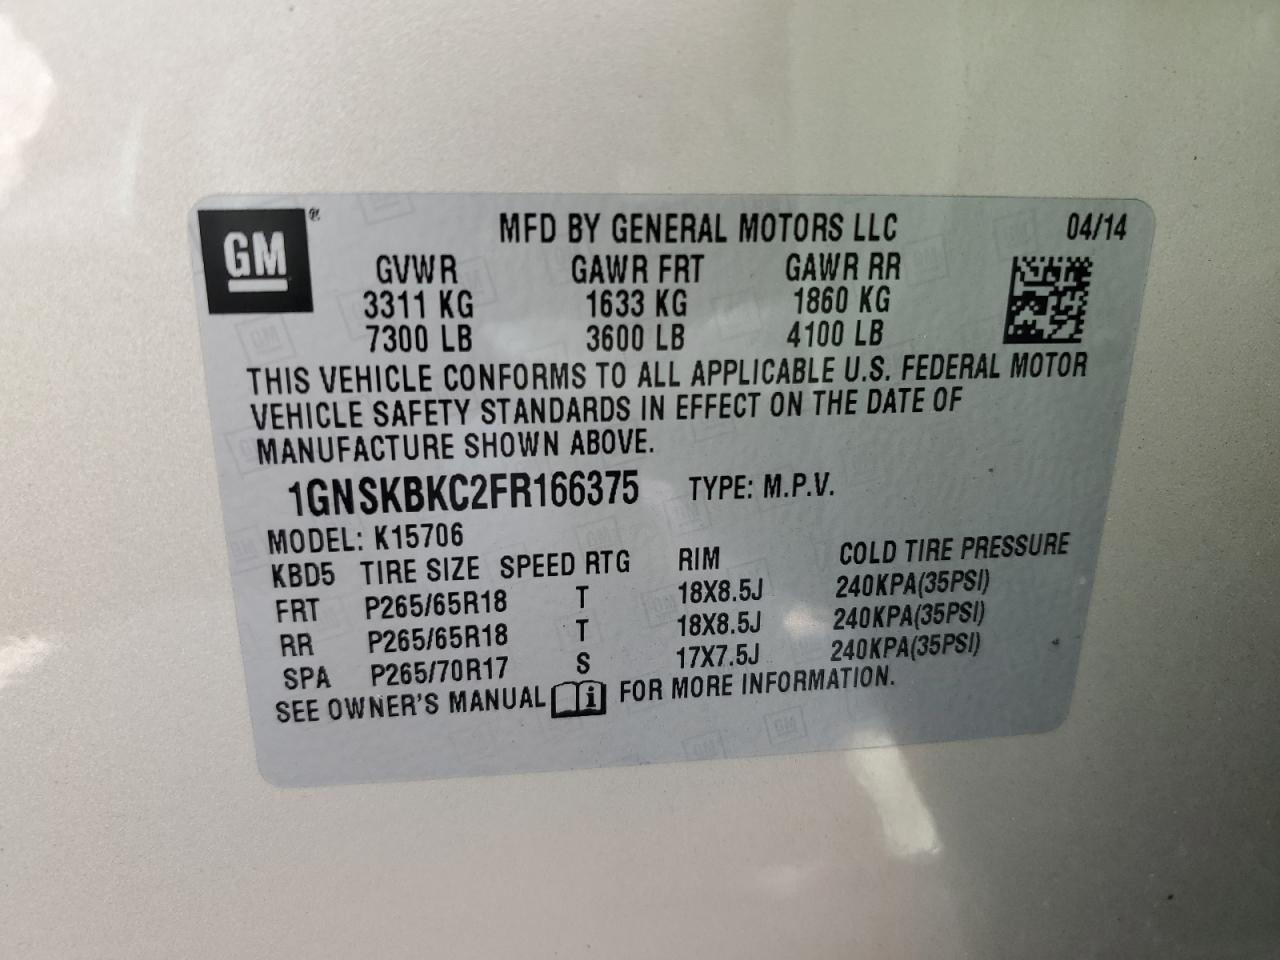 GM ®
MFD BY GENERAL MOTORS LLC 04/14
GVWR GAWR FRT GAWR RR
3311 KG 1633 KG 1860 KG
7300 LB 3600 LB 4100 LB
THIS VEHICLE CONFORMS TO ALL APPLICABLE U.S. FEDERAL MOTOR
VEHICLE SAFETY STANDARDS IN EFFECT ON THE DATE OF
MANUFACTURE SHOWN ABOVE.
1GNSKBKC2FR166375 TYPE: M.P.V.
MODEL: K15706
KBD5 TIRE SIZE SPEED RTG RIM COLD TIRE PRESSURE
FRT P265/65R18 T 18X8.5J 240KPA(35PSI)
RR P265/65R18 T 18X8.5J 240KPA(35PSI)
SPA P265/70R17 S 17X7.5J 240KPA(35PSI)
SEE OWNER'S MANUAL i FOR MORE INFORMATION.